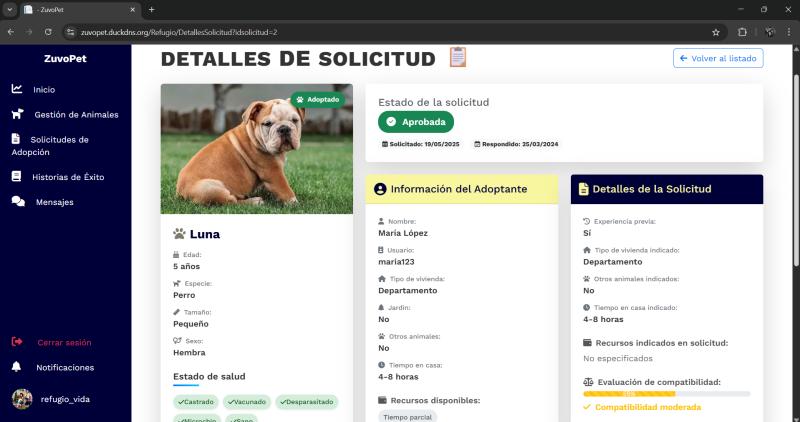 - ZuvoPet
zuvopet.duckdns.org/Refugio/DetallesSolicitud?idsolicitud=2
ZuvoPet
Inicio
Gestión de Animales
Solicitudes de
Adopción
Historias de Éxito
Mensajes
Cerrar sesión
Notificaciones
refugio_vida
DETALLES DE SOLICITUD
Volver al listado
Adoptado
Luna
Edad:
5 años
Especie:
Perro
Tamaño:
Pequeño
Sexo:
Hembra
Estado de salud
Castrado
Vacunado
Desparasitado
Microchip
Sano
Estado de la solicitud
Aprobada
Solicitado: 19/05/2025
Respondido: 25/03/2024
Información del Adoptante
Nombre:
María López
Usuario:
maria123
Tipo de vivienda:
Departamento
Jardín:
No
Otros animales:
No
Tiempo en casa:
4-8 horas
Recursos disponibles:
Tiempo parcial
Detalles de la Solicitud
Experiencia previa:
Sí
Tipo de vivienda indicado:
Departamento
Otros animales indicados:
No
Tiempo en casa indicado:
4-8 horas
Recursos indicados en solicitud:
No especificados
Evaluación de compatibilidad:
Compatibilidad moderada